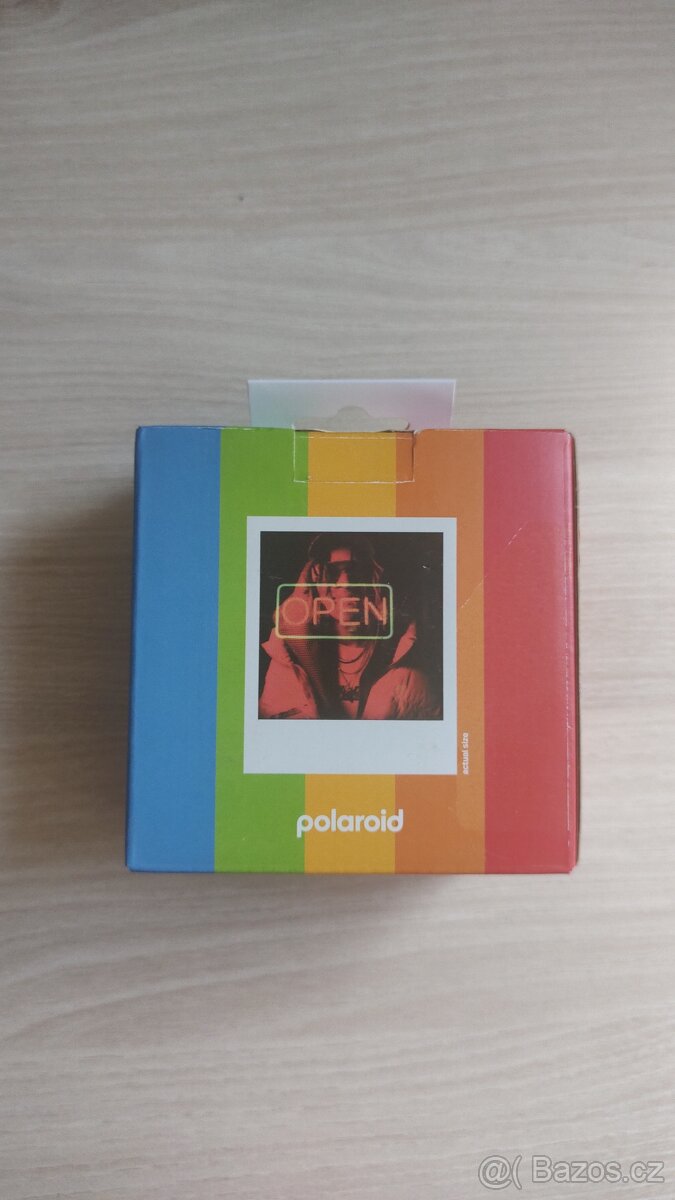 OPEN
actual size
polaroid
@( Bazos.cz